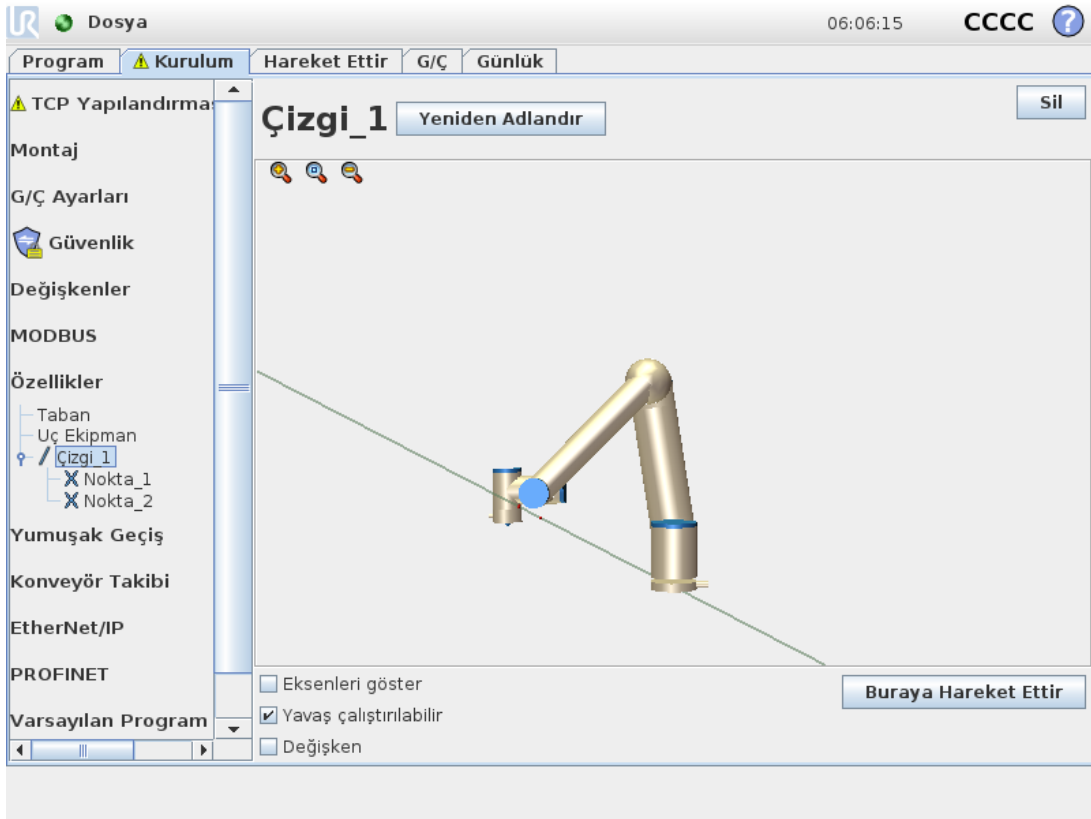 UR Dosya 06:06:15 CCCC ?
Program Kurulum Hareket Ettir G/Ç Günlük
TCP Yapılandırma
Montaj
G/Ç Ayarları
Güvenlik
Değişkenler
MODBUS
Özellikler
Taban
Uç Ekipman
Çizgi_1
Nokta_1
Nokta_2
Yumuşak Geçiş
Konveyör Takibi
EtherNet/IP
PROFINET
Varsayılan Program
Çizgi_1 Yeniden Adlandır Sil
Eksenleri göster
Yavaş çalıştırılabilir
Değişken
Buraya Hareket Ettir